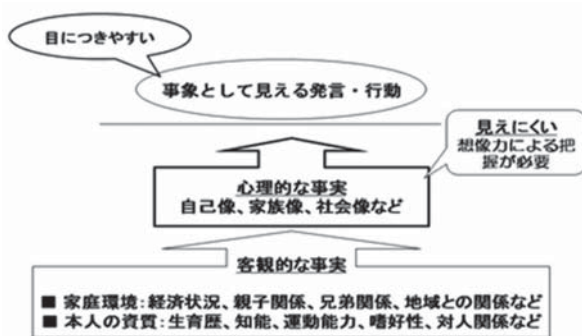 目につきやすい
事象として見える発言・行動
見えにくい
想像力による把
握が必要
心理的な事実
自己像、家族像、社会像など
客観的な事実
■ 家庭環境：経済状況、親子関係、兄弟関係、地域との関係など
■ 本人の資質：生育歴、知能、運動能力、嗜好性、対人関係など